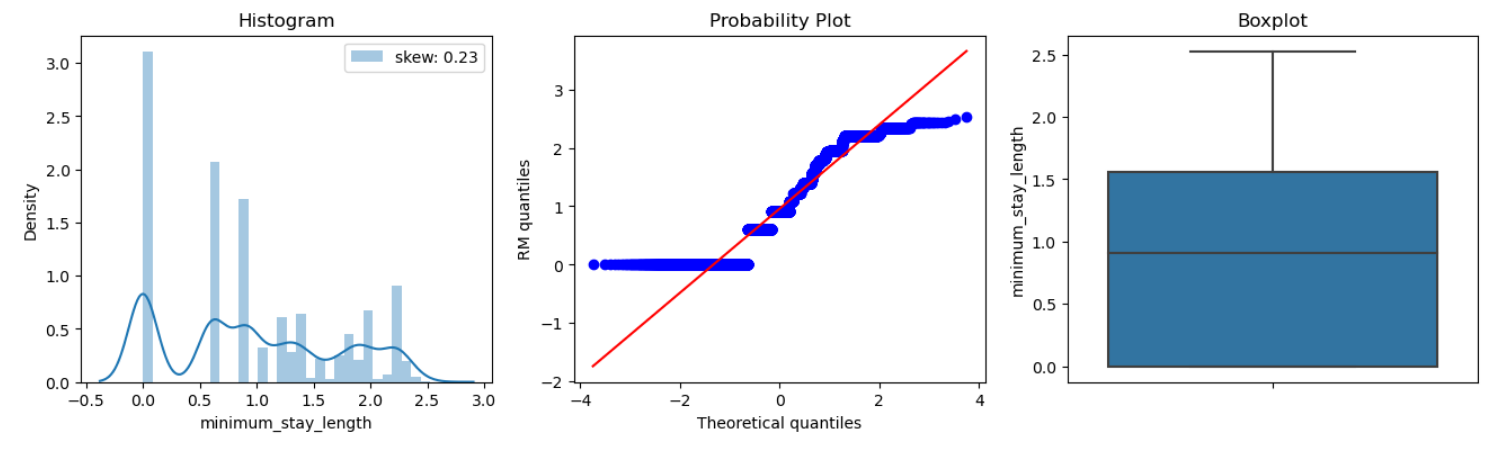 Histogram
skew: 0.23
Density
3.0
2.5
2.0
1.5
1.0
0.5
0.0
−0.5 0.0 0.5 1.0 1.5 2.0 2.5 3.0
minimum_stay_length
Probability Plot
RM quantiles
3
2
1
0
−1
−2
−4 −2 0 2 4
Theoretical quantiles
Boxplot
minimum_stay_length
2.5
2.0
1.5
1.0
0.5
0.0